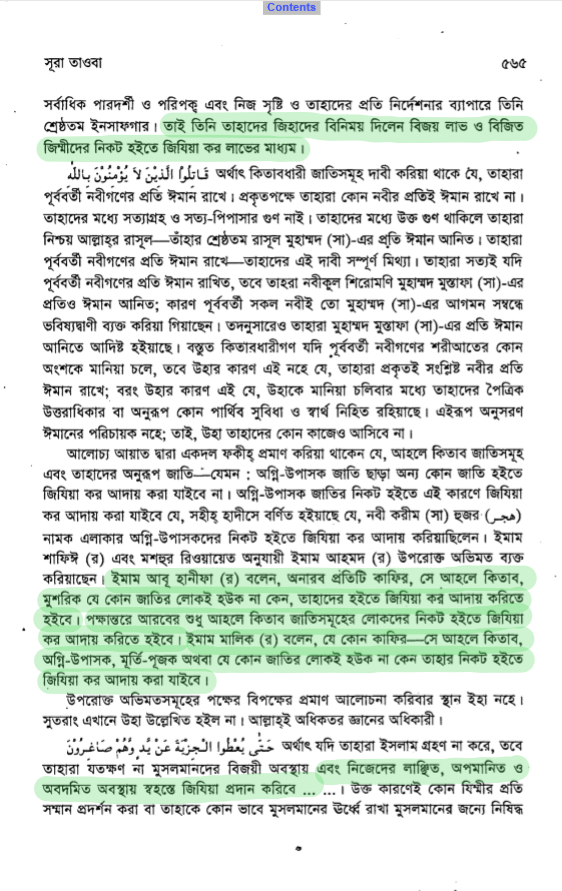 Contents
সূরা তাওবা ৫৬৫
সর্বাধিক পারদর্শী ও পরিপক্ব এবং নিজ সৃষ্টি ও তাহাদের প্রতি নির্দেশনার ব্যাপারে তিনি
শ্রেষ্ঠতম ইনসাফগার। তাই তিনি তাহাদের জিহাদের বিনিময় দিলেন বিজয় লাভ ও বিজিত
জিম্মীদের নিকট হইতে জিযিয়া কর লাভের মাধ্যম।
قَاتِلُوا الَّذِيْنَ لاَ يُؤْمِنُوْنَ بِاللّٰهِ অর্থাৎ কিতাবধারী জাতিসমূহ দাবী করিয়া থাকে যে, তাহারা
পূর্ববর্তী নবীগণের প্রতি ঈমান রাখে। প্রকৃতপক্ষে তাহারা কোন নবীর প্রতিই ঈমান রাখে না।
তাহাদের মধ্যে সত্যাগ্রহ ও সত্য-পিপাসার গুণ নাই। তাহাদের মধ্যে উক্ত গুণ থাকিলে তাহারা
নিশ্চয় আল্লাহ্‌র রাসূল—তাঁহার শ্রেষ্ঠতম রাসূল মুহাম্মদ (সা)-এর প্রতি ঈমান আনিত। তাহারা
পূর্ববর্তী নবীগণের প্রতি ঈমান রাখে—তাহাদের এই দাবী সম্পূর্ণ মিথ্যা। তাহারা সত্যই যদি
পূর্ববর্তী নবীগণের প্রতি ঈমান রাখিত, তবে তাহরা নবীকূল শিরোমণি মুহাম্মদ মুস্তাফা (সা)-এর
প্রতিও ঈমান আনিত; কারণ পূর্ববর্তী সকল নবীই তো মুহাম্মদ (সা)-এর আগমন সম্বন্ধে
ভবিষ্যদ্বাণী ব্যক্ত করিয়া গিয়াছেন। তদনুসারেও তাহারা মুহাম্মদ মুস্তাফা (সা)-এর প্রতি ঈমান
আনিতে আদিষ্ট হইয়াছে। বস্তুত কিতাবধারীগণ যদি পূর্ববর্তী নবীগণের শরীআতের কোন
অংশকে মানিয়া চলে, তবে উহার কারণ এই নহে যে, তাহারা প্রকৃতই সংশ্লিষ্ট নবীর প্রতি
ঈমান রাখে; বরং উহার কারণ এই যে, উহাকে মানিয়া চলিবার মধ্যে তাহাদের পৈত্রিক
উত্তরাধিকার বা অনুরূপ কোন পার্থিব সুবিধা ও স্বার্থ নিহিত রহিয়াছে। এইরূপ অনুসরণ
ঈমানের পরিচায়ক নহে; তাই, উহা তাহাদের কোন কাজেও আসিবে না।
আলোচ্য আয়াত দ্বারা একদল ফকীহ্ প্রমাণ করিয়া থাকেন যে, আহলে কিতাব জাতিসমূহ
এবং তাহাদের অনুরূপ জাতি—যেমন : অগ্নি-উপাসক জাতি ছাড়া অন্য কোন জাতি হইতে
জিযিয়া কর আদায় করা যাইবে না। অগ্নি-উপাসক জাতির নিকট হইতে এই কারণে জিযিয়া
কর আদায় করা যাইবে যে, সহীহ্ হাদীসে বর্ণিত হইয়াছে যে, নবী করীম (সা) হুজর (هجر)
নামক এলাকার অগ্নি-উপাসকদের নিকট হইতে জিযিয়া কর আদায় করিয়াছিলেন। ইমাম
শাফিঈ (র) এবং মশহুর রিওয়ায়েত অনুযায়ী ইমাম আহমদ (র) উপরোক্ত অভিমত ব্যক্ত
করিয়াছেন। ইমাম আবূ হানীফা (র) বলেন, অনারব প্রতিটি কাফির, সে আহলে কিতাব,
মুশরিক যে কোন জাতির লোকই হউক না কেন, তাহাদের হইতে জিযিয়া কর আদায় করিতে
হইবে। পক্ষান্তরে আরবের শুধু আহলে কিতাব জাতিসমূহের লোকদের নিকট হইতে জিযিয়া
কর আদায় করিতে হইবে। ইমাম মালিক (র) বলেন, যে কোন কাফির—সে আহলে কিতাব,
অগ্নি-উপাসক, মূর্তি-পূজক অথবা যে কোন জাতির লোকই হউক না কেন তাহার নিকট হইতে
জিযিয়া কর আদায় করা যাইবে।
উপরোক্ত অভিমতসমূহের পক্ষের বিপক্ষের প্রমাণ আলোচনা করিবার স্থান ইহা নহে।
সুতরাং এখানে উহা উল্লেখিত হইল না। আল্লাহ্‌ই অধিকতর জ্ঞানের অধিকারী।
حَتّٰى يُعْطُوا الْجِزْيَةَ عَنْ يَّدٍ وَّهُمْ صَاغِرُوْنَ অর্থাৎ যদি তাহারা ইসলাম গ্রহণ না করে, তবে
তাহারা যতক্ষণ না মুসলমানদের বিজয়ী অবস্থায় এবং নিজেদের লাঞ্ছিত, অপমানিত ও
অবদমিত অবস্থায় স্বহস্তে জিযিয়া প্রদান করিবে ... ...। উক্ত কারণেই কোন যিম্মীর প্রতি
সম্মান প্রদর্শন করা বা তাহাকে কোন ভাবে মুসলমানের ঊর্ধ্বে রাখা মুসলমানের জন্যে নিষিদ্ধ